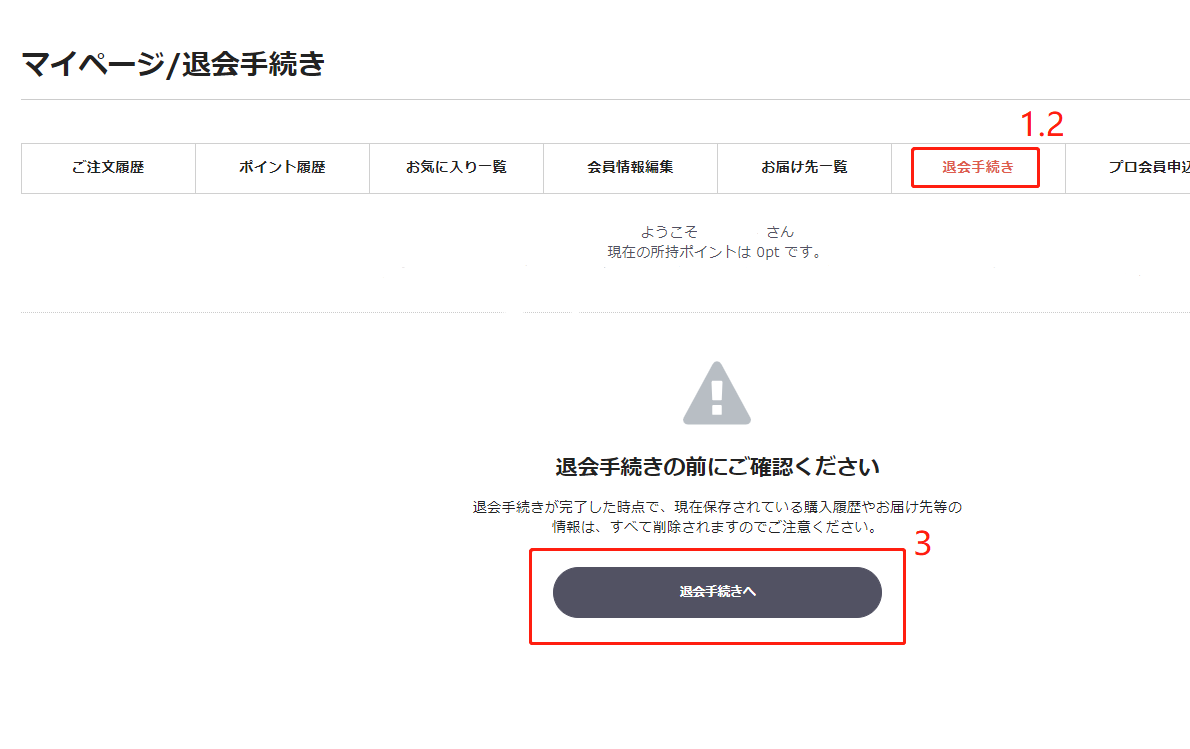 マイページ/退会手続き
1.2
ご注文履歴 ポイント履歴 お気に入り一覧 会員情報編集 お届け先一覧 退会手続き プロ会員申込
ようこそ さん
現在の所持ポイントは 0pt です。
退会手続きの前にご確認ください
退会手続きが完了した時点で、現在保存されている購入履歴やお届け先等の
情報は、すべて削除されますのでご注意ください。
3
退会手続きへ